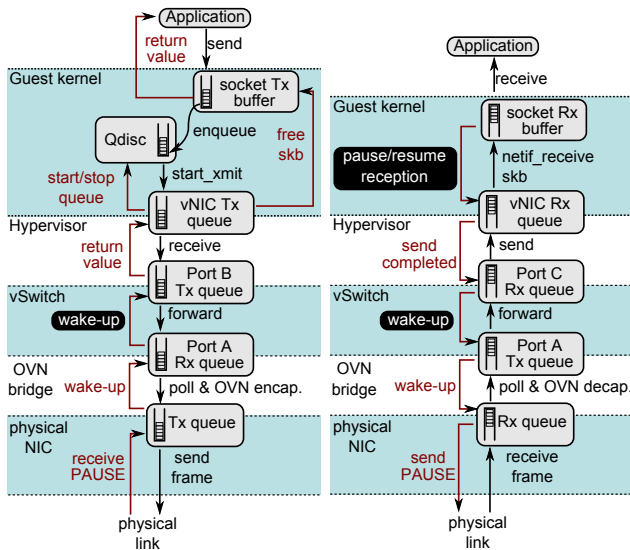 Application
return
value
send
Guest kernel
socket Tx
buffer
enqueue
Qdisc
free
skb
start/stop
queue
start_xmit
vNIC Tx
queue
Hypervisor
return
value
receive
Port B
Tx queue
vSwitch
wake-up
forward
Port A
Rx queue
OVN
bridge
wake-up
poll & OVN encap.
Tx queue
physical
NIC
receive
PAUSE
send
frame
physical
link
Application
receive
Guest kernel
socket Rx
buffer
pause/resume
reception
netif_receive
skb
vNIC Rx
queue
Hypervisor
send
completed
send
Port C
Rx queue
vSwitch
wake-up
forward
Port A
Tx queue
OVN
bridge
wake-up
poll & OVN decap.
Rx queue
physical
NIC
send
PAUSE
receive
frame
physical
link